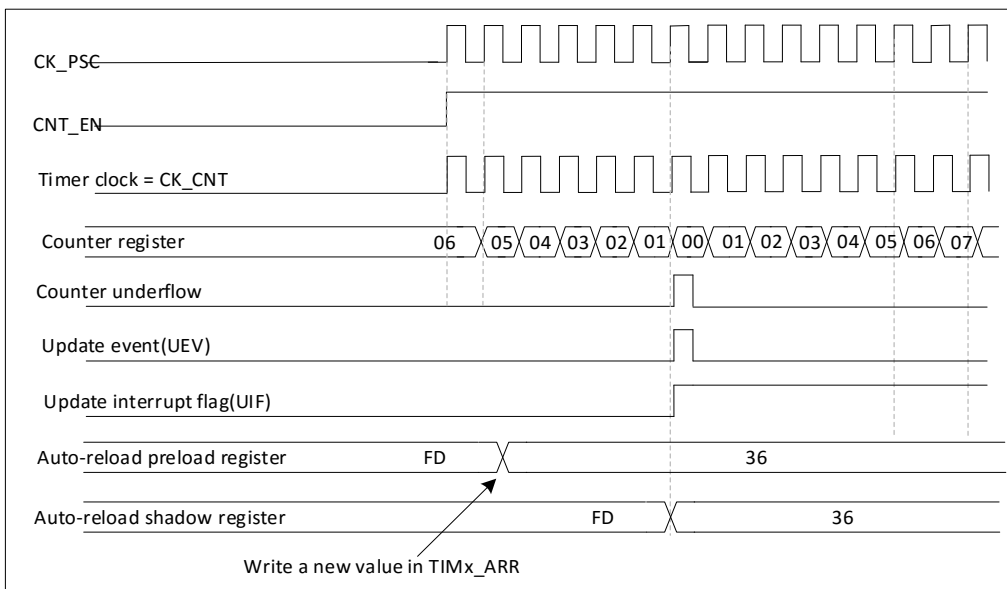 CK_PSC
CNT_EN
Timer clock = CK_CNT
Counter register 06 05 04 03 02 01 00 01 02 03 04 05 06 07
Counter underflow
Update event(UEV)
Update interrupt flag(UIF)
Auto-reload preload register FD 36
Auto-reload shadow register FD 36
Write a new value in TIMx_ARR